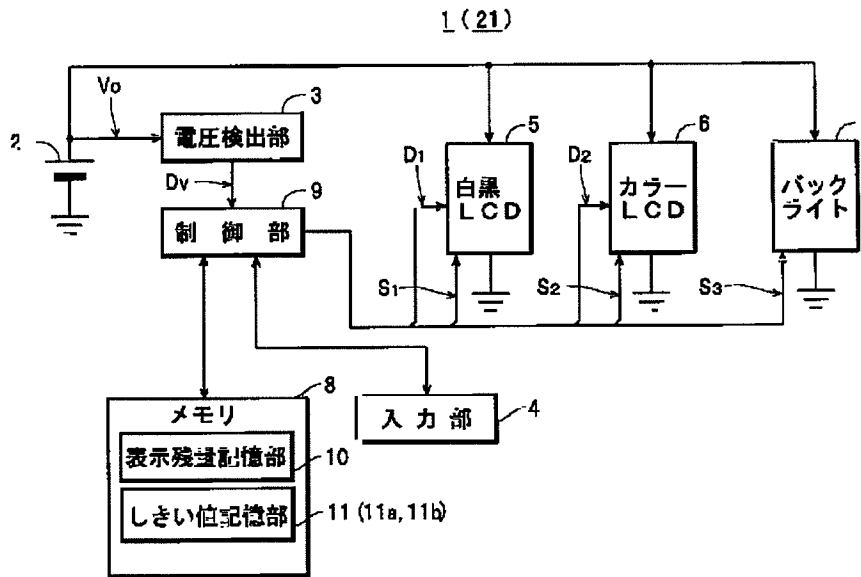 1 (21)
Vo
3
2
電圧検出部
5
6
Dv
9
D1
白黒
LCD
D2
カラー
LCD
バック
ライト
制御部
S1
S2
S3
8
メモリ
入力部
4
表示残量記憶部
10
しきい値記憶部
11 (11a, 11b)